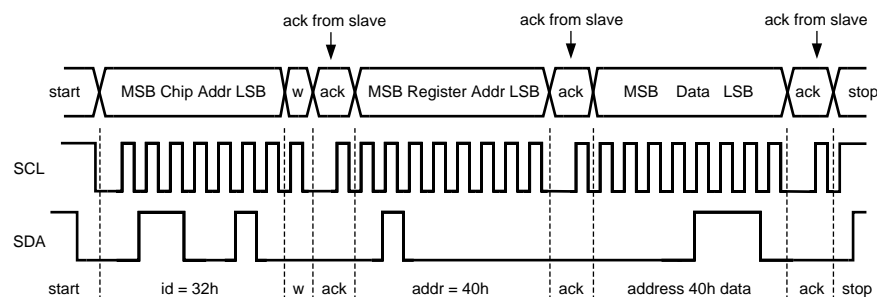 ack from slave ack from slave ack from slave
start MSB Chip Addr LSB w ack MSB Register Addr LSB ack MSB Data LSB ack stop
SCL
SDA
start id = 32h w ack addr = 40h ack address 40h data ack stop